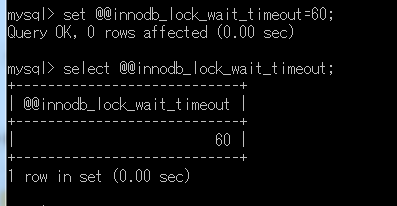 mysql> set @@innodb_lock_wait_timeout=60;
Query OK, 0 rows affected (0.00 sec)
mysql> select @@innodb_lock_wait_timeout;
+----------------------------+
| @@innodb_lock_wait_timeout |
+----------------------------+
|                         60 |
+----------------------------+
1 row in set (0.00 sec)